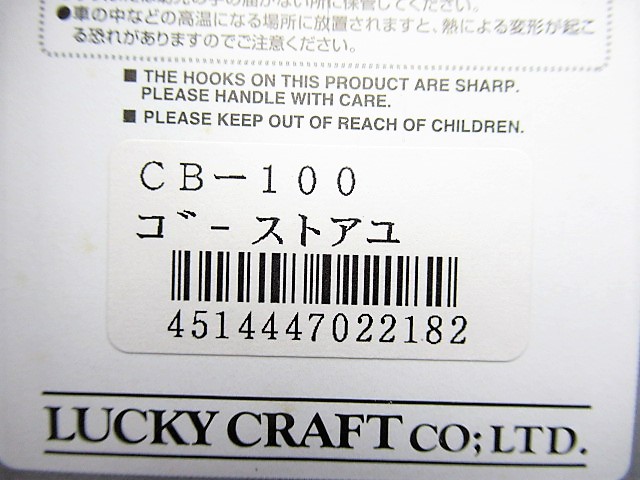 ●車の中などの高温になる場所に放置されますと、熱による変形が起こ
る恐れがありますのでご注意ください。
■ THE HOOKS ON THIS PRODUCT ARE SHARP.
PLEASE HANDLE WITH CARE.
■ PLEASE KEEP OUT OF REACH OF CHILDREN.
CB-100
ゴーストアユ
4514447022182
LUCKY CRAFT CO; LTD.